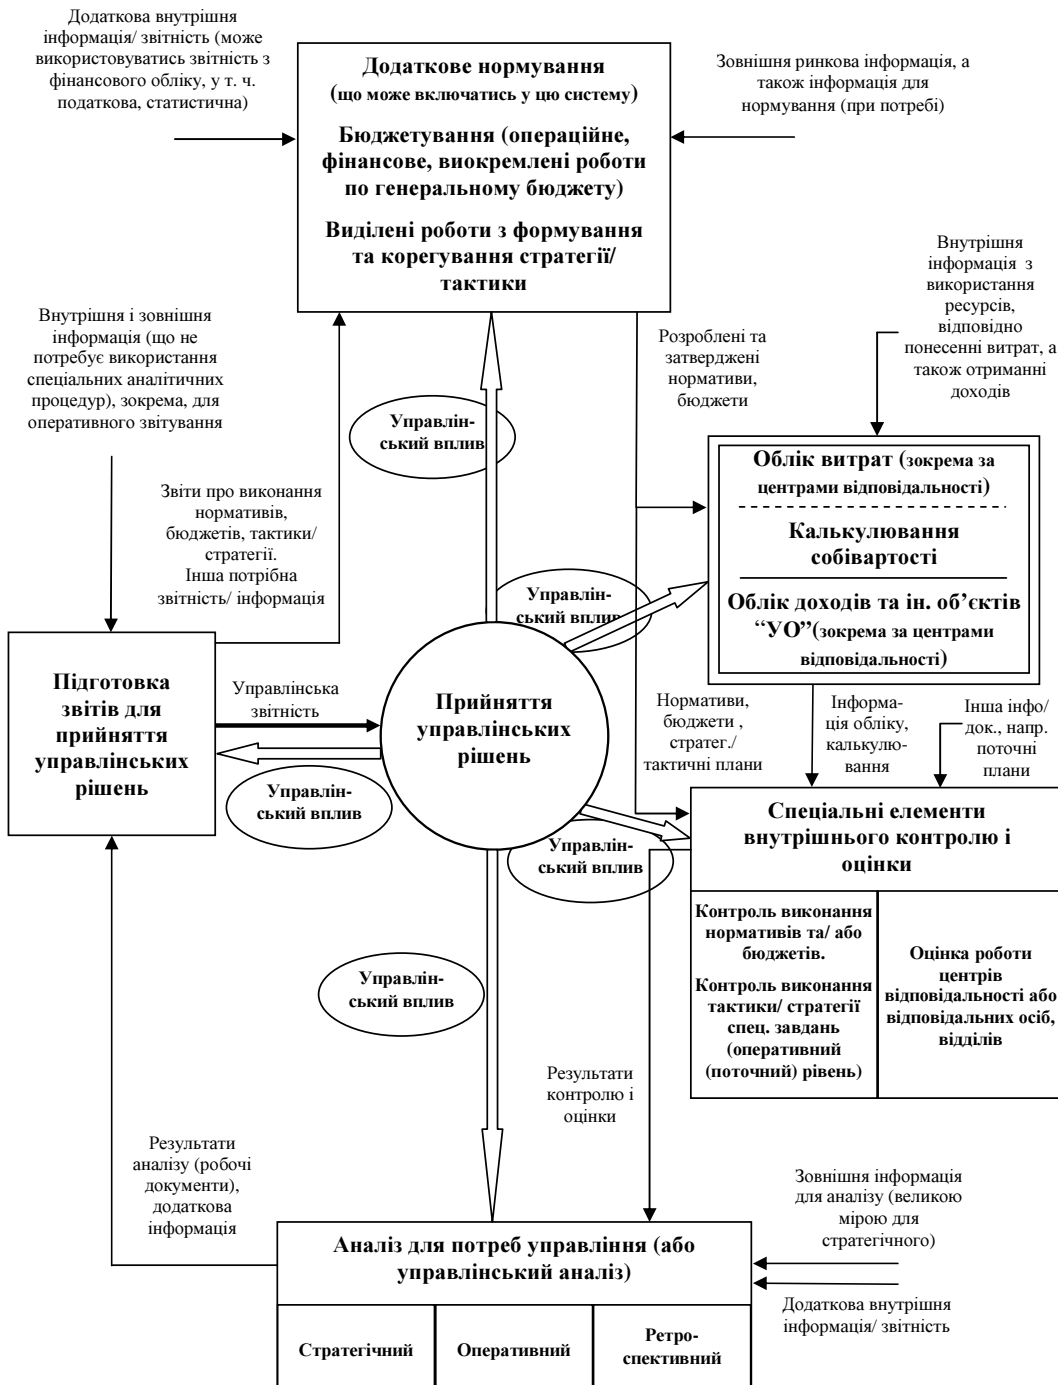 Додаткова внутрішня
інформація/ звітність (може
використовуватись звітність з
фінансового обліку, у т. ч.
податкова, статистична)
Додаткове нормування
(що може включатись у цю систему)
Бюджетування (операційне,
фінансове, виокремлені роботи
по генеральному бюджету)
Виділені роботи з формування
та корегування стратегії/
тактики
Зовнішня ринкова інформація, а
також інформація для
нормування (при потребі)
Внутрішня
інформація з
використання
ресурсів,
відповідно
понесенні витрат, а
також отриманні
доходів
Внутрішня і зовнішня
інформація (що не
потребує використання
спеціальних аналітичних
процедур), зокрема, для
оперативного звітування
Розроблені та
затверджені
нормативи,
бюджети
Управлін-
ський вплив
Облік витрат (зокрема за
центрами відповідальності)
Калькулювання
собівартості
Облік доходів та ін. об’єктів
“УО”(зокрема за центрами
відповідальності)
Звіти про виконання
нормативів,
бюджетів, тактики/
стратегії.
Інша потрібна
звітність/ інформація
Управлін-
ський вплив
Підготовка
звітів для
прийняття
управлінських
рішень
Управлінська
звітність
Прийняття
управлінських
рішень
Нормативи,
бюджети ,
стратег./
тактичні плани
Інформа-
ція обліку,
калькулю-
вання
Інша інфо/
док., напр.
поточні
плани
Управлін-
ський вплив
Управлін-
ський вплив
Спеціальні елементи
внутрішнього контролю і
оцінки
Контроль виконання
нормативів та/ або
бюджетів.
Контроль виконання
тактики/ стратегії
спец. завдань
(оперативний
(поточний) рівень)
Оцінка роботи
центрів
відповідальності або
відповідальних осіб,
відділів
Управлін-
ський вплив
Результати
контролю і
оцінки
Результати
аналізу (робочі
документи),
додаткова
інформація
Зовнішня інформація
для аналізу (великою
мірою для
стратегічного)
Аналіз для потреб управління (або
управлінський аналіз)
Додаткова внутрішня
інформація/ звітність
Стратегічний
Оперативний
Ретро-
спективний